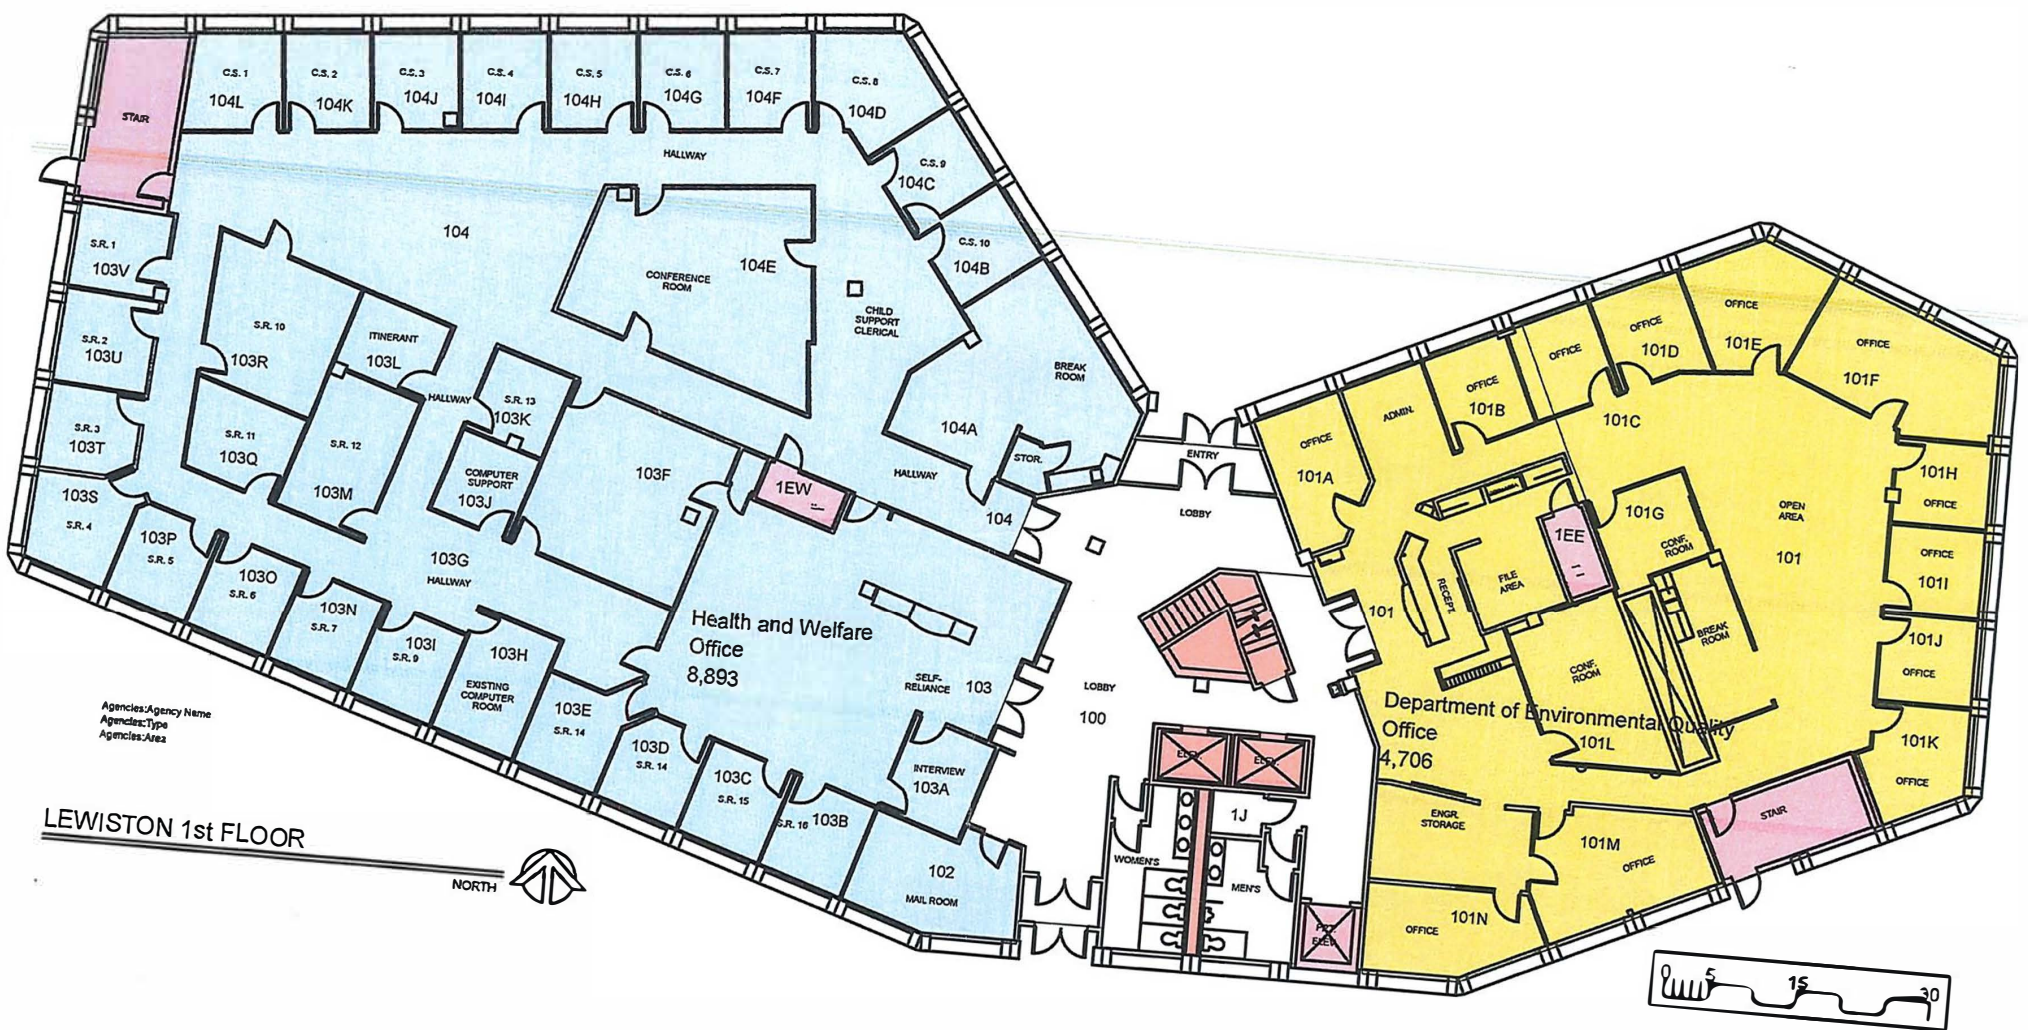 C.S. 1
104L
C.S. 2
104K
C.S. 3
104J
C.S. 4
104I
C.S. 5
104H
C.S. 6
104G
C.S. 7
104F
C.S. 8
104D
STAIR
HALLWAY
C.S. 9
104C
C.S. 10
104B
104
S.R. 1
103V
CONFERENCE
ROOM
104E
CHILD
SUPPORT
CLERICAL
S.R. 2
103U
S.R. 10
103R
ITINERANT
103L
BREAK
ROOM
S.R. 3
103T
S.R. 11
103Q
S.R. 12
103M
HALLWAY
S.R. 13
103K
COMPUTER
SUPPORT
103J
103F
1EW
104A
HALLWAY
STOR.
104
103S
S.R. 4
103P
S.R. 5
103O
S.R. 6
103N
S.R. 7
103G
HALLWAY
103I
S.R. 9
103H
EXISTING
COMPUTER
ROOM
103E
S.R. 14
103D
S.R. 14
103C
S.R. 15
S.R. 16
103B
Health and Welfare
Office
8,893
SELF-
RELIANCE
103
INTERVIEW
103A
102
MAIL ROOM
ENTRY
LOBBY
LOBBY
100
ELEV.
ELEV.
1J
WOMEN'S
MEN'S
FRT.
ELEV.
OFFICE
101A
ADMIN.
OFFICE
101B
OFFICE
101C
OFFICE
101D
OFFICE
101E
OFFICE
101F
101H
OFFICE
OFFICE
101I
101J
OFFICE
101K
OFFICE
OPEN
AREA
101
101G
CONF.
ROOM
1EE
FILE
AREA
RECEPT.
101
BREAK
ROOM
CONF.
ROOM
101L
Department of Environmental Quality
Office
4,706
ENGR.
STORAGE
101M
OFFICE
STAIR
101N
OFFICE
Agencies:Agency Name
Agencies:Type
Agencies:Area
LEWISTON 1st FLOOR
NORTH
0 5 15 30